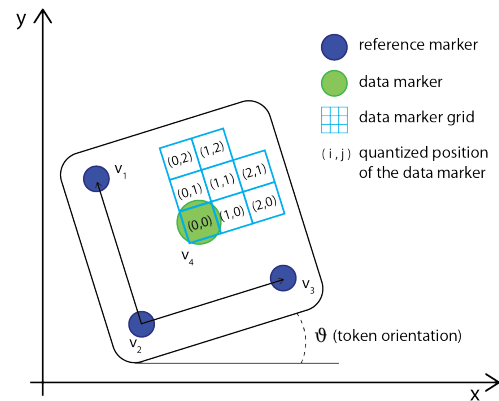 y
reference marker
data marker
data marker grid
( i , j ) quantized position
of the data marker
(0,2) (1,2)
(0,1) (1,1) (2,1)
(0,0) (1,0) (2,0)
v1
v4
v3
v2
ϑ (token orientation)
x